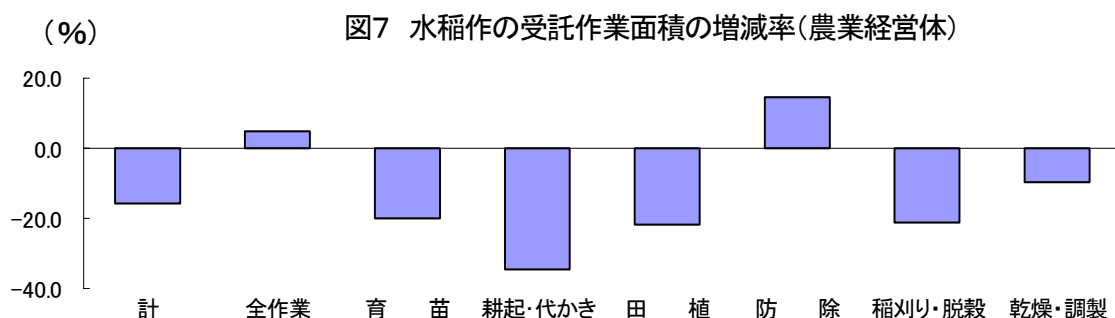 (%)
図7 水稲作の受託作業面積の増減率(農業経営体)
20.0
0.0
-20.0
-40.0
計 全作業 育 苗 耕起・代かき 田 植 防 除 稲刈り・脱穀 乾燥・調製